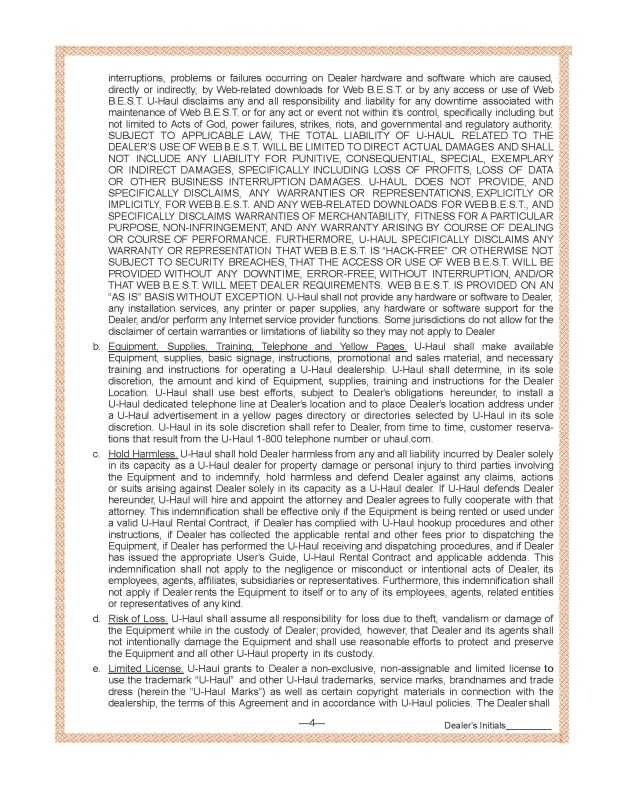 interruptions, problems or failures occurring on Dealer hardware and software which are caused,
directly or indirectly, by Web-related downloads for Web B.E.S.T. or by any access or use of Web
B.E.S.T. U-Haul disclaims any and all responsibility and liability for any downtime associated with
maintenance of Web B.E.S.T. or for any act or event not within it's control, specifically including but
not limited to Acts of God, power failures, strikes, riots, and governmental and regulatory authority.
SUBJECT TO APPLICABLE LAW, THE TOTAL LIABILITY OF U-HAUL RELATED TO THE
DEALER'S USE OF WEB B.E.S.T. WILL BE LIMITED TO DIRECT ACTUAL DAMAGES AND SHALL
NOT INCLUDE ANY LIABILITY FOR PUNITIVE, CONSEQUENTIAL, SPECIAL, EXEMPLARY
OR INDIRECT DAMAGES, SPECIFICALLY INCLUDING LOSS OF PROFITS, LOSS OF DATA
OR OTHER BUSINESS INTERRUPTION DAMAGES. U-HAUL DOES NOT PROVIDE, AND
SPECIFICALLY DISCLAIMS, ANY WARRANTIES OR REPRESENTATIONS, EXPLICITLY OR
IMPLICITLY, FOR WEB B.E.S.T. AND ANY WEB-RELATED DOWNLOADS FOR WEB B.E.S.T., AND
SPECIFICALLY DISCLAIMS WARRANTIES OF MERCHANTABILITY, FITNESS FOR A PARTICULAR
PURPOSE, NON-INFRINGEMENT, AND ANY WARRANTY ARISING BY COURSE OF DEALING
OR COURSE OF PERFORMANCE. FURTHERMORE, U-HAUL SPECIFICALLY DISCLAIMS ANY
WARRANTY OR REPRESENTATION THAT WEB B.E.S.T. IS "HACK-FREE" OR OTHERWISE NOT
SUBJECT TO SECURITY BREACHES, THAT THE ACCESS OR USE OF WEB B.E.S.T. WILL BE
PROVIDED WITHOUT ANY DOWNTIME, ERROR-FREE, WITHOUT INTERRUPTION, AND/OR
THAT WEB B.E.S.T. WILL MEET DEALER REQUIREMENTS. WEB B.E.S.T. IS PROVIDED ON AN
"AS IS" BASIS WITHOUT EXCEPTION. U-Haul shall not provide any hardware or software to Dealer,
any installation services, any printer or paper supplies, any hardware or software support for the
Dealer, and/or perform any Internet service provider functions. Some jurisdictions do not allow for the
disclaimer of certain warranties or limitations of liability so they may not apply to Dealer
b. Equipment, Supplies, Training, Telephone and Yellow Pages. U-Haul shall make available
Equipment, supplies, basic signage, instructions, promotional and sales material, and necessary
training and instructions for operating a U-Haul dealership. U-Haul shall determine, in its sole
discretion, the amount and kind of Equipment, supplies, training and instructions for the Dealer
Location. U-Haul shall use best efforts, subject to Dealer's obligations hereunder, to install a
U-Haul dedicated telephone line at Dealer's location and to place Dealer's location address under
a U-Haul advertisement in a yellow pages directory or directories selected by U-Haul in its sole
discretion. U-Haul in its sole discretion shall refer to Dealer, from time to time, customer reserva-
tions that result from the U-Haul 1-800 telephone number or uhaul.com.
c. Hold Harmless. U-Haul shall hold Dealer harmless from any and all liability incurred by Dealer solely
in its capacity as a U-Haul dealer for property damage or personal injury to third parties involving
the Equipment and to indemnify, hold harmless and defend Dealer against any claims, actions
or suits arising against Dealer solely in its capacity as a U-Haul dealer. If U-Haul defends Dealer
hereunder, U-Haul will hire and appoint the attorney and Dealer agrees to fully cooperate with that
attorney. This indemnification shall be effective only if the Equipment is being rented or used under
a valid U-Haul Rental Contract, if Dealer has complied with U-Haul hookup procedures and other
instructions, if Dealer has collected the applicable rental and other fees prior to dispatching the
Equipment, if Dealer has performed the U-Haul receiving and dispatching procedures, and if Dealer
has issued the appropriate User's Guide, U-Haul Rental Contract and applicable addenda. This
indemnification shall not apply to the negligence or misconduct or intentional acts of Dealer, its
employees, agents, affiliates, subsidiaries or representatives. Furthermore, this indemnification shall
not apply if Dealer rents the Equipment to itself or to any of its employees, agents, related entities
or representatives of any kind.
d. Risk of Loss. U-Haul shall assume all responsibility for loss due to theft, vandalism or damage of
the Equipment while in the custody of Dealer; provided, however, that Dealer and its agents shall
not intentionally damage the Equipment and shall use reasonable efforts to protect and preserve
the Equipment and all other U-Haul property in its custody.
e. Limited License. U-Haul grants to Dealer a non-exclusive, non-assignable and limited license to
use the trademark "U-Haul" and other U-Haul trademarks, service marks, brandnames and trade
dress (herein the "U-Haul Marks") as well as certain copyright materials in connection with the
dealership, the terms of this Agreement and in accordance with U-Haul policies. The Dealer shall
—4—
Dealer's Initials_________